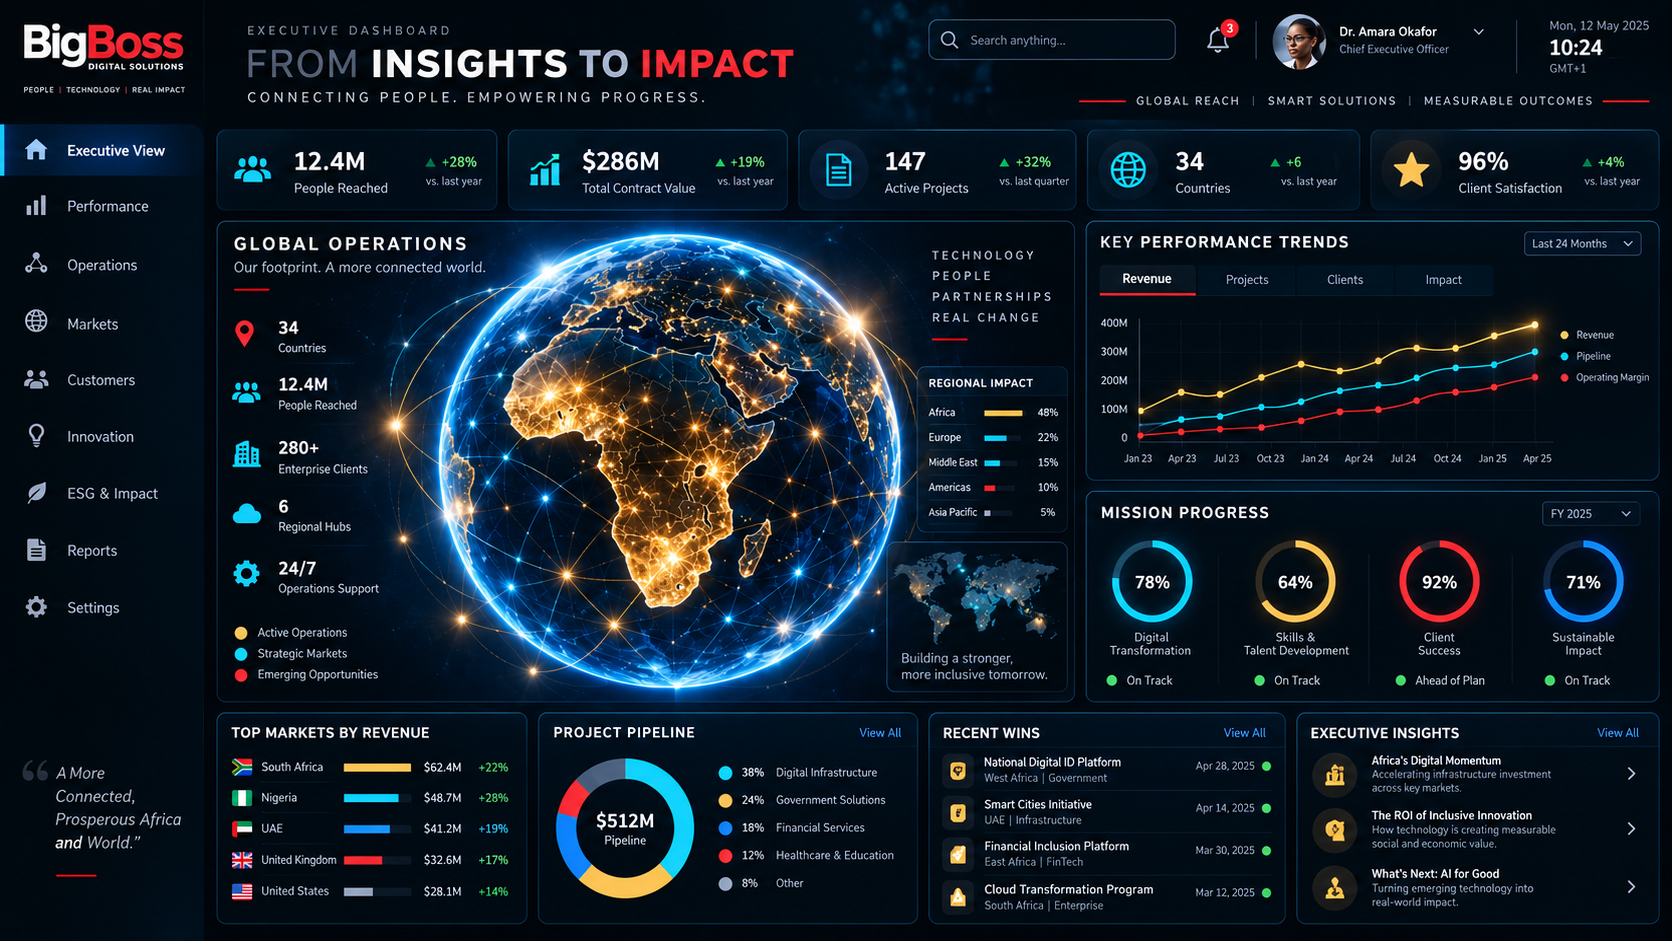 BigBoss
DIGITAL SOLUTIONS
PEOPLE | TECHNOLOGY | REAL IMPACT
Executive View
Performance
Operations
Markets
Customers
Innovation
ESG & Impact
Reports
Settings
“ A More
Connected,
Prosperous Africa
and World.”
EXECUTIVE DASHBOARD
FROM INSIGHTS TO IMPACT
CONNECTING PEOPLE. EMPOWERING PROGRESS.
Search anything...
3
Dr. Amara Okafor
Chief Executive Officer
Mon, 12 May 2025
10:24
GMT+1
GLOBAL REACH | SMART SOLUTIONS | MEASURABLE OUTCOMES
12.4M
People Reached
+28%
vs. last year
$286M
Total Contract Value
+19%
vs. last year
147
Active Projects
+32%
vs. last quarter
34
Countries
+6
vs. last year
96%
Client Satisfaction
+4%
vs. last year
GLOBAL OPERATIONS
Our footprint. A more connected world.
34
Countries
12.4M
People Reached
280+
Enterprise Clients
6
Regional Hubs
24/7
Operations Support
Active Operations
Strategic Markets
Emerging Opportunities
TECHNOLOGY
PEOPLE
PARTNERSHIPS
REAL CHANGE
REGIONAL IMPACT
Africa 48%
Europe 22%
Middle East 15%
Americas 10%
Asia Pacific 5%
Building a stronger,
more inclusive tomorrow.
KEY PERFORMANCE TRENDS
Last 24 Months
Revenue Projects Clients Impact
400M
300M
200M
100M
0
Jan 23 Apr 23 Jul 23 Oct 23 Jan 24 Apr 24 Jul 24 Oct 24 Jan 25 Apr 25
Revenue
Pipeline
Operating Margin
MISSION PROGRESS
FY 2025
78%
Digital
Transformation
On Track
64%
Skills &
Talent Development
On Track
92%
Client
Success
Ahead of Plan
71%
Sustainable
Impact
On Track
TOP MARKETS BY REVENUE
South Africa $62.4M +22%
Nigeria $48.7M +28%
UAE $41.2M +19%
United Kingdom $32.6M +17%
United States $28.1M +14%
PROJECT PIPELINE
View All
$512M
Pipeline
38% Digital Infrastructure
24% Government Solutions
18% Financial Services
12% Healthcare & Education
8% Other
RECENT WINS
View All
National Digital ID Platform
West Africa | Government
Apr 28, 2025
Smart Cities Initiative
UAE | Infrastructure
Apr 14, 2025
Financial Inclusion Platform
East Africa | FinTech
Mar 30, 2025
Cloud Transformation Program
South Africa | Enterprise
Mar 12, 2025
EXECUTIVE INSIGHTS
View All
Africa's Digital Momentum
Accelerating infrastructure investment
across key markets.
The ROI of Inclusive Innovation
How technology is creating measurable
social and economic value.
What's Next: AI for Good
Turning emerging technology into
real-world impact.